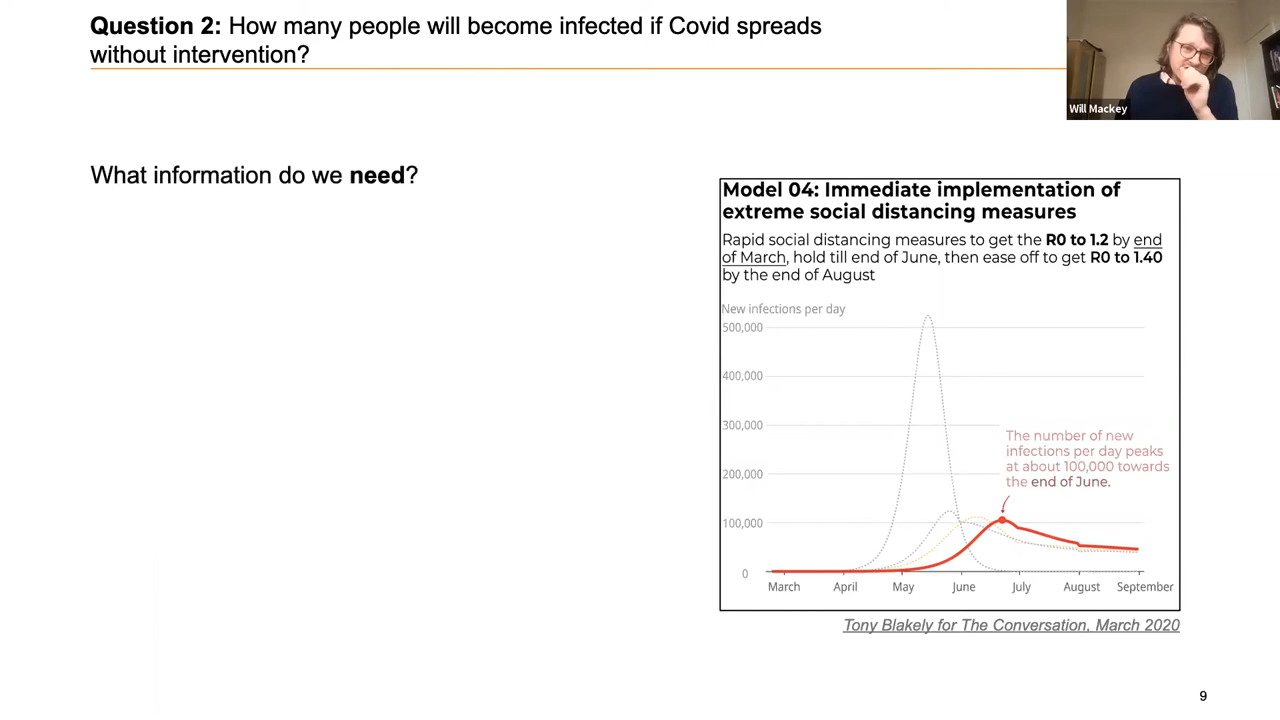 Question 2: How many people will become infected if Covid spreads
without intervention?
Will Mackey
What information do we need?
Model 04: Immediate implementation of
extreme social distancing measures
Rapid social distancing measures to get the R0 to 1.2 by end
of March, hold till end of June, then ease off to get R0 to 1.40
by the end of August
New infections per day
500,000
400,000
300,000
200,000
100,000
0
The number of new
infections per day peaks
at about 100,000 towards
the end of June.
March April May June July August September
Tony Blakely for The Conversation, March 2020
9